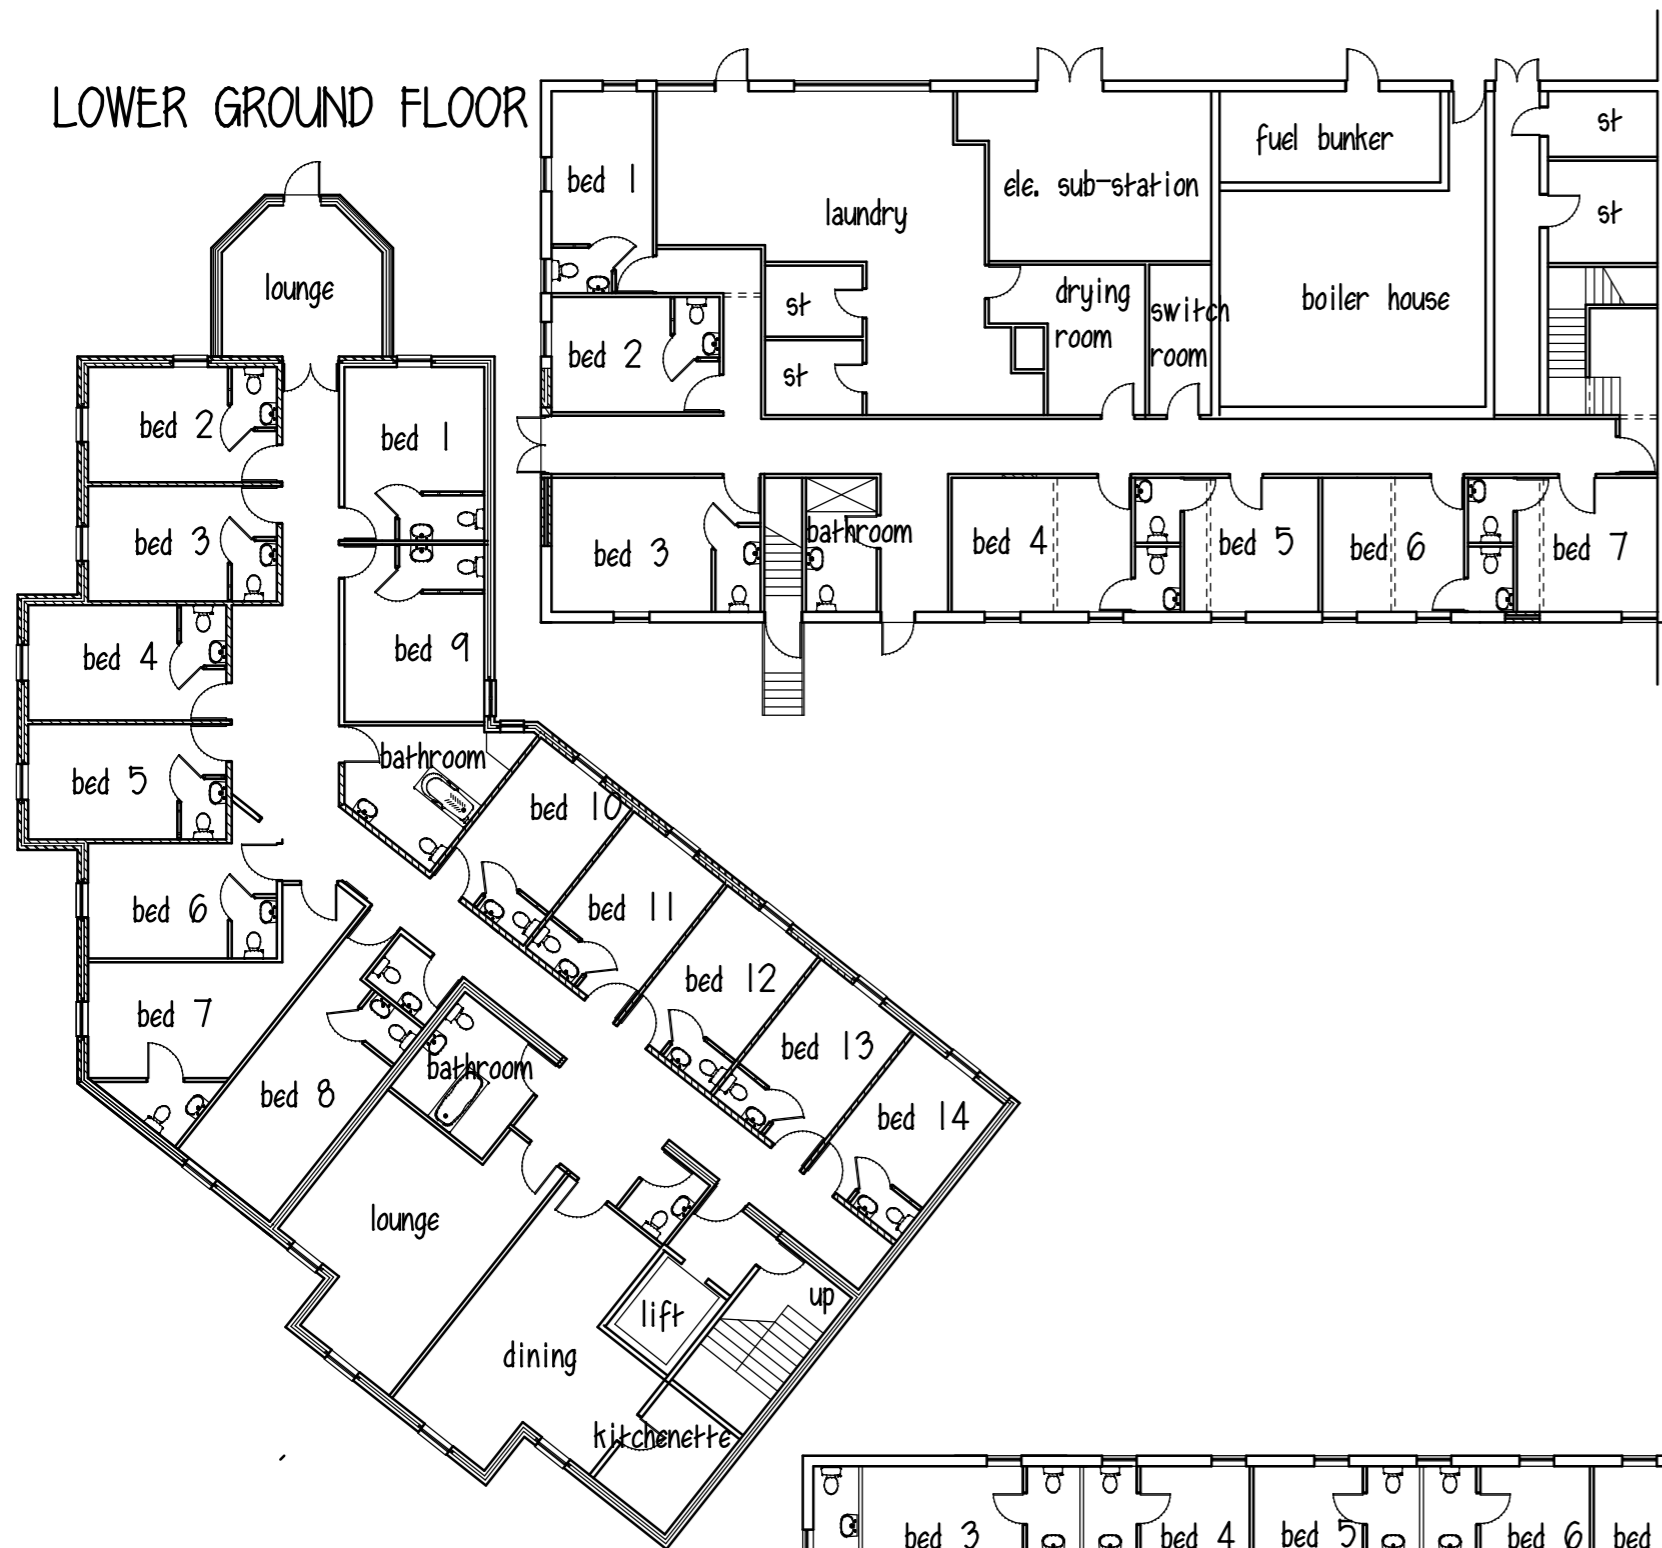 LOWER GROUND FLOOR
bed 1
laundry
ele. sub-station
fuel bunker
st
st
boiler house
drying
room
switch
room
st
st
bed 2
bed 3
bathroom
bed 4
bed 5
bed 6
bed 7
lounge
bed 2
bed 1
bed 3
bed 4
bed 9
bed 5
bathroom
bed 6
bed 10
bed 11
bed 7
bed 12
bed 8
bathroom
bed 13
bed 14
lounge
lift
up
dining
kitchenette
bed 3
bed 4
bed 5
bed 6
bed